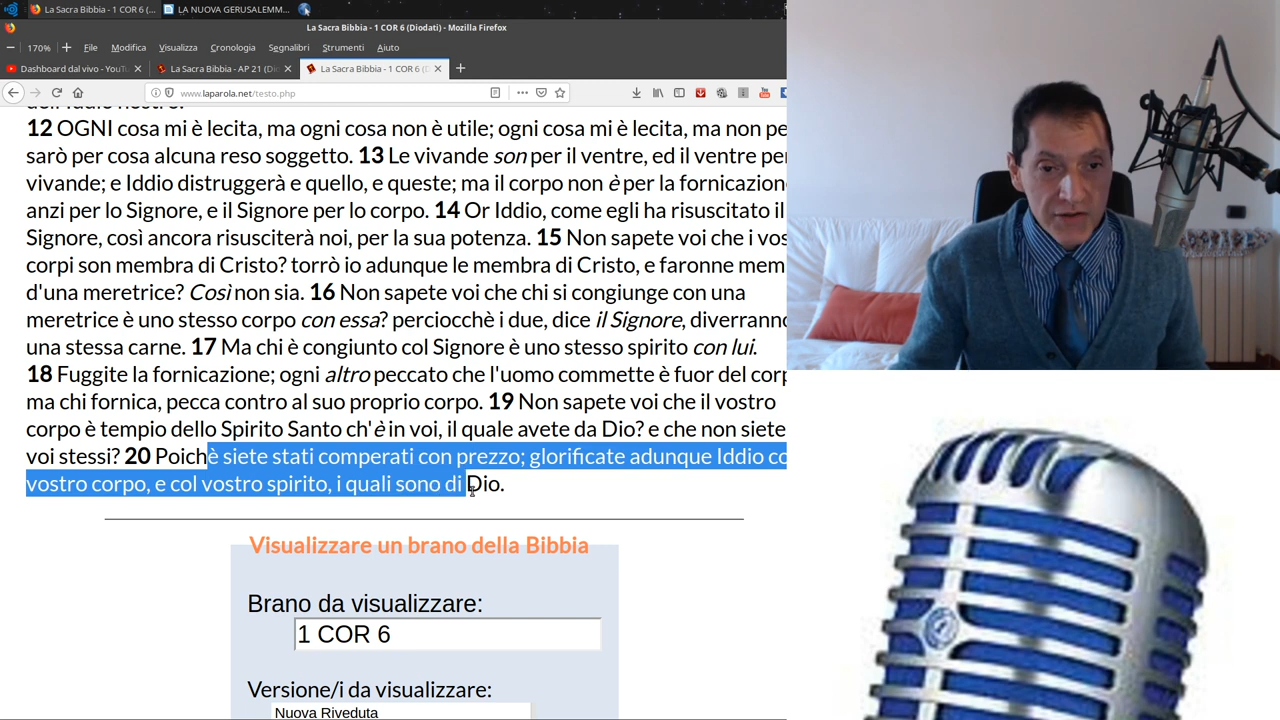 La Sacra Bibbia - 1 COR 6 (... LA NUOVA GERUSALEMM...
La Sacra Bibbia - 1 COR 6 (Diodati) - Mozilla Firefox
170% File Modifica Visualizza Cronologia Segnalibri Strumenti Aiuto
Dashboard dal vivo - YouTu La Sacra Bibbia - AP 21 (Di La Sacra Bibbia - 1 COR 6 (D
www.laparola.net/testo.php
12 OGNI cosa mi è lecita, ma ogni cosa non è utile; ogni cosa mi è lecita, ma non pe
sarò per cosa alcuna reso soggetto. 13 Le vivande son per il ventre, ed il ventre per
vivande; e Iddio distruggerà e quello, e queste; ma il corpo non è per la fornicazion
anzi per lo Signore, e il Signore per lo corpo. 14 Or Iddio, come egli ha risuscitato il
Signore, così ancora risusciterà noi, per la sua potenza. 15 Non sapete voi che i vos
corpi son membra di Cristo? torrò io adunque le membra di Cristo, e faronne mem
d'una meretrice? Così non sia. 16 Non sapete voi che chi si congiunge con una
meretrice è uno stesso corpo con essa? perciocchè i due, dice il Signore, diverranno
una stessa carne. 17 Ma chi è congiunto col Signore è uno stesso spirito con lui.
18 Fuggite la fornicazione; ogni altro peccato che l'uomo commette è fuor del corp
ma chi fornica, pecca contro al suo proprio corpo. 19 Non sapete voi che il vostro
corpo è tempio dello Spirito Santo ch'è in voi, il quale avete da Dio? e che non siete
voi stessi? 20 Poichè siete stati comperati con prezzo; glorificate adunque Iddio co
vostro corpo, e col vostro spirito, i quali sono di Dio.
Visualizzare un brano della Bibbia
Brano da visualizzare:
1 COR 6
Versione/i da visualizzare:
Nuova Riveduta